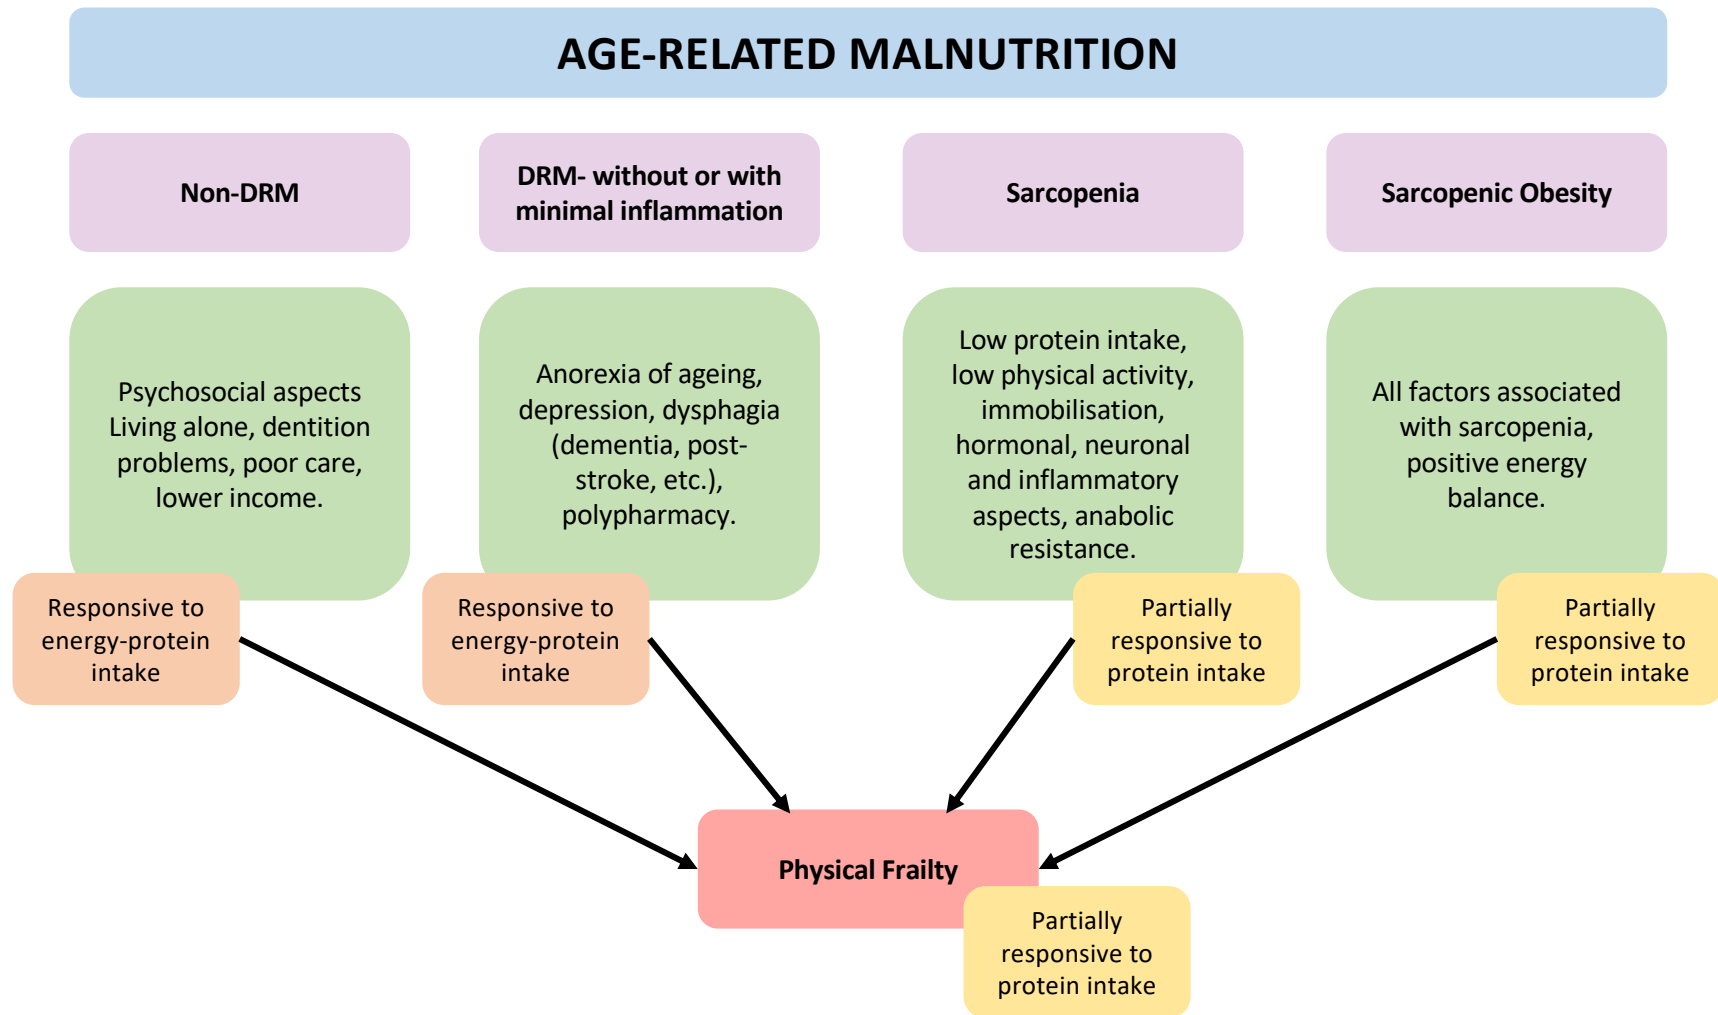 AGE-RELATED MALNUTRITION
Non-DRM
DRM- without or with
minimal inflammation
Sarcopenia
Sarcopenic Obesity
Psychosocial aspects
Living alone, dentition
problems, poor care,
lower income.
Anorexia of ageing,
depression, dysphagia
(dementia, post-
stroke, etc.),
polypharmacy.
Low protein intake,
low physical activity,
immobilisation,
hormonal, neuronal
and inflammatory
aspects, anabolic
resistance.
All factors associated
with sarcopenia,
positive energy
balance.
Responsive to
energy-protein
intake
Responsive to
energy-protein
intake
Partially
responsive to
protein intake
Partially
responsive to
protein intake
Physical Frailty
Partially
responsive to
protein intake